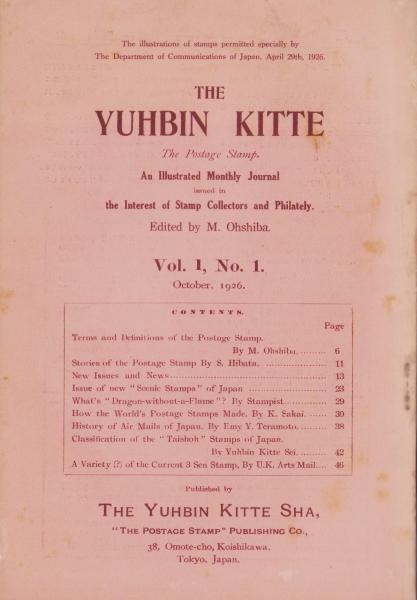 The illustrations of stamps permitted specially by
The Department of Communications of Japan, April 29th, 1926.
THE
YUHBIN KITTE
The Postage Stamp.
An Illustrated Monthly Journal
issued in
the Interest of Stamp Collectors and Philately.
Edited by M. Ohshiba.
Vol. 1, No. 1.
October, 1926.
CONTENTS.
Page
Terms and Definitions of the Postage Stamp.
By M. Ohshiba. ......... 6
Stories of the Postage Stamp By S. Hibata. .................. 11
New Issues and News ............................................. 13
Issue of new "Scenic Stamps" of Japan ..................... 23
What's "Dragon-without-a-Flame"? By Stampist ............ 29
How the World's Postage Stamps Made. By K. Sakai. ...... 30
History of Air Mails of Japan. By Emy Y. Teramoto. ........ 38
Classification of the "Taishoh" Stamps of Japan.
By Yuhbin Kitte Sei. ......... 42
A Variety (?) of the Current 3 Sen Stamp, By U.K. Arts Mail.... 46
Published by
THE YUHBIN KITTE SHA,
"THE POSTAGE STAMP" PUBLISHING CO.,
38, Omote-cho, Koishikawa.
Tokyo, Japan.